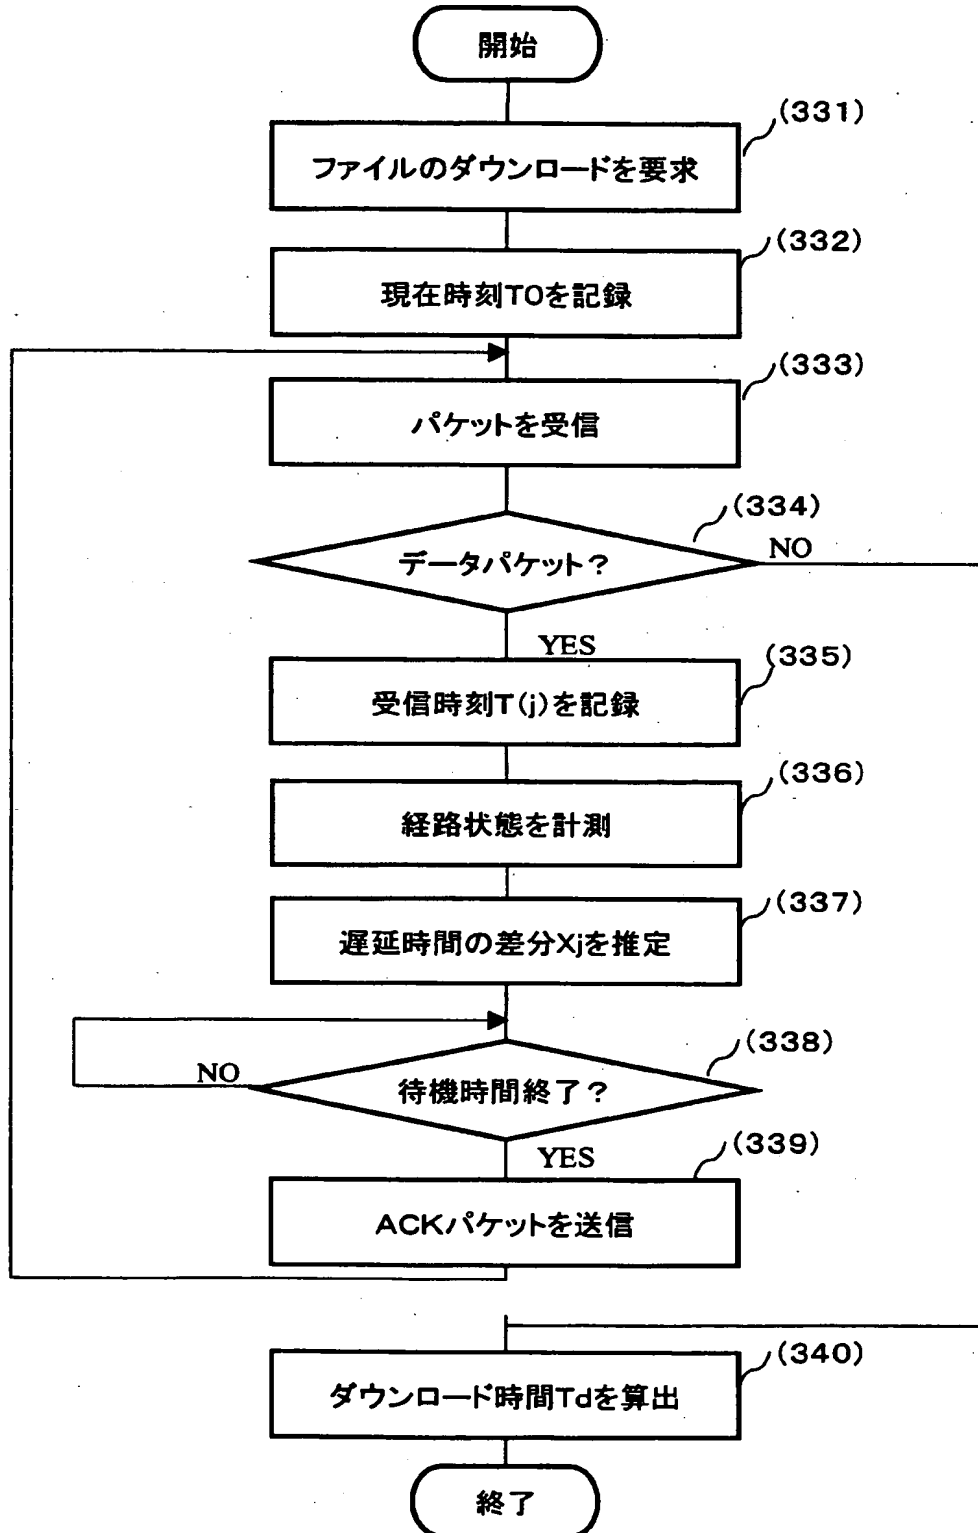 開始
(331)
ファイルのダウンロードを要求
(332)
現在時刻T0を記録
(333)
パケットを受信
(334)
データパケット?
NO
YES
(335)
受信時刻T(j)を記録
(336)
経路状態を計測
(337)
遅延時間の差分Xjを推定
(338)
NO
待機時間終了?
YES
(339)
ACKパケットを送信
(340)
ダウンロード時間Tdを算出
終了